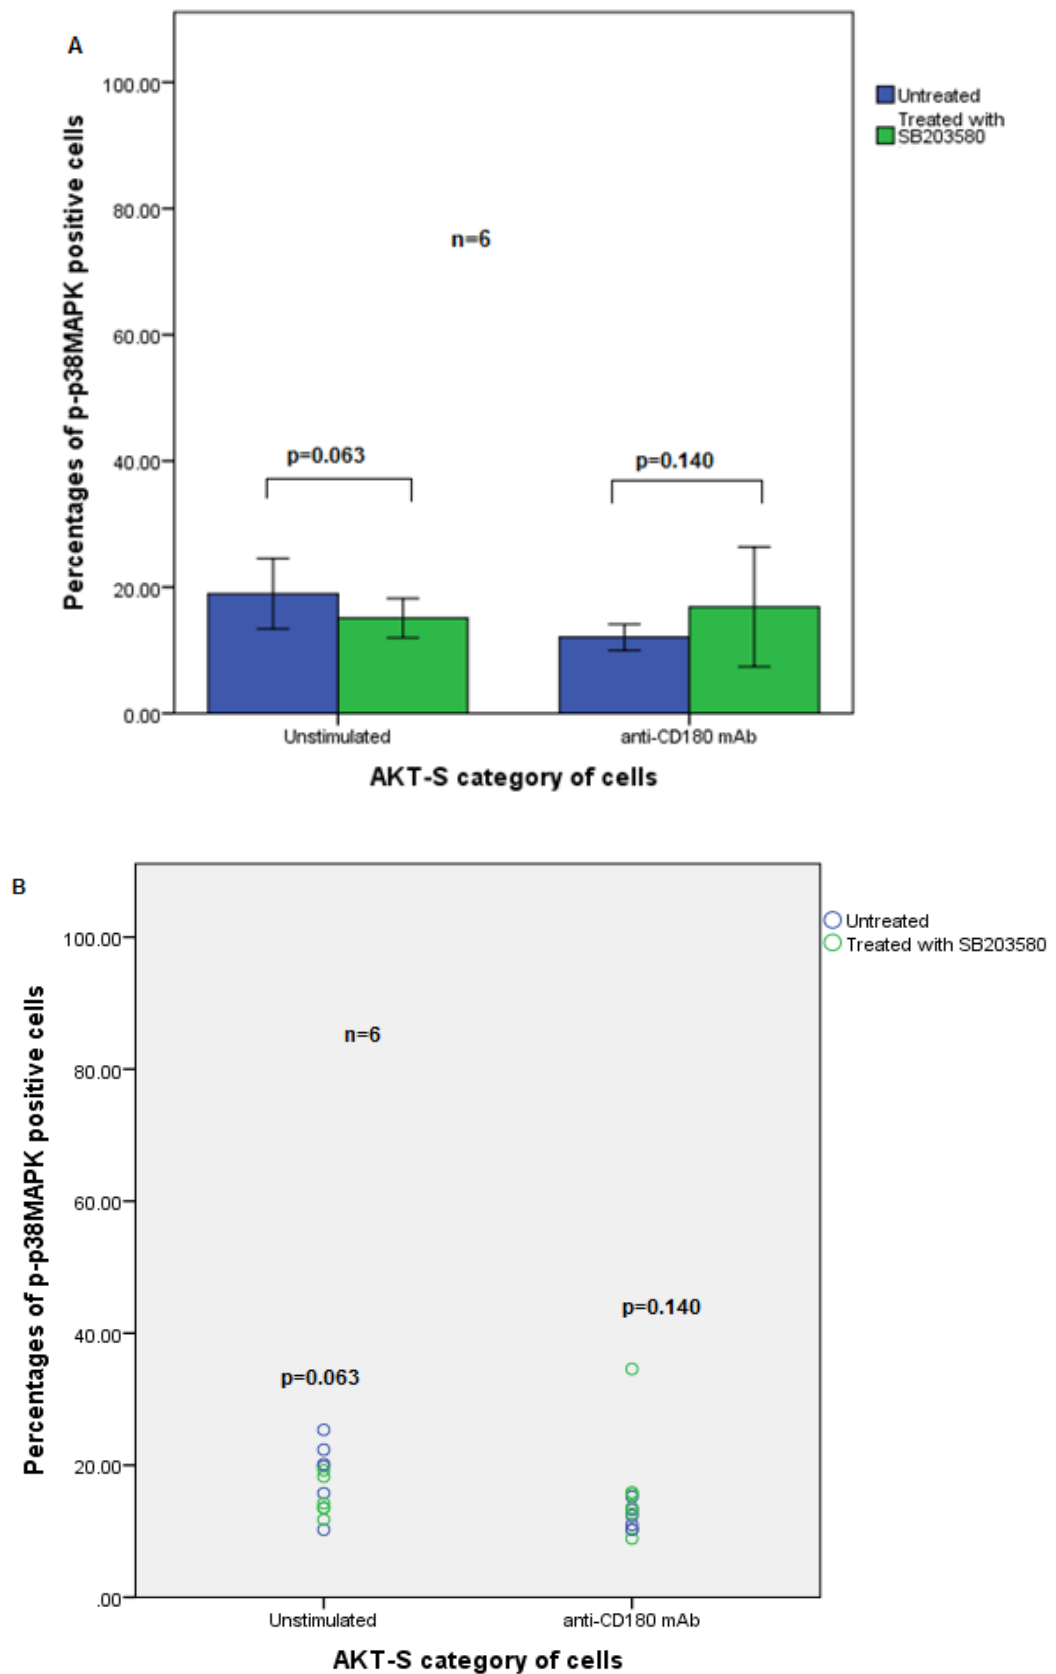 A
Percentages of p-p38MAPK positive cells
100.00
80.00
60.00
40.00
20.00
0.00
n=6
p=0.063
p=0.140
Untreated
Treated with
SB203580
Unstimulated
anti-CD180 mAb
AKT-S category of cells
B
Percentages of p-p38MAPK positive cells
100.00
80.00
60.00
40.00
20.00
.00
n=6
p=0.063
p=0.140
Untreated
Treated with SB203580
Unstimulated
anti-CD180 mAb
AKT-S category of cells